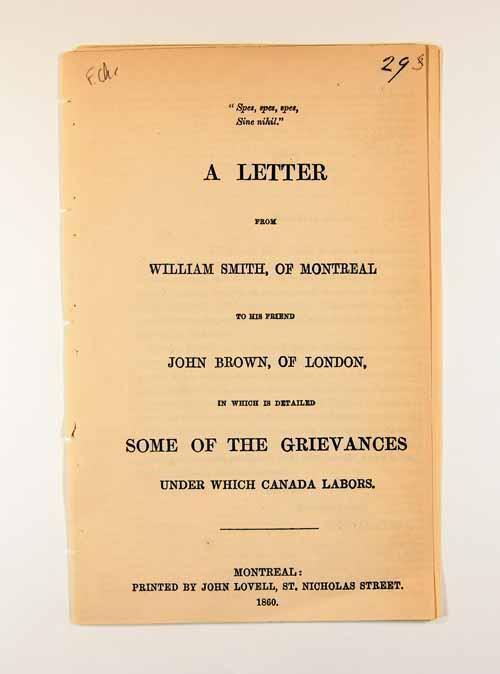 293
"Spes, spes, spes,
Sine nihil."
A LETTER
FROM
WILLIAM SMITH, OF MONTREAL
TO HIS FRIEND
JOHN BROWN, OF LONDON,
IN WHICH IS DETAILED
SOME OF THE GRIEVANCES
UNDER WHICH CANADA LABORS.
MONTREAL:
PRINTED BY JOHN LOVELL, ST. NICHOLAS STREET.
1860.